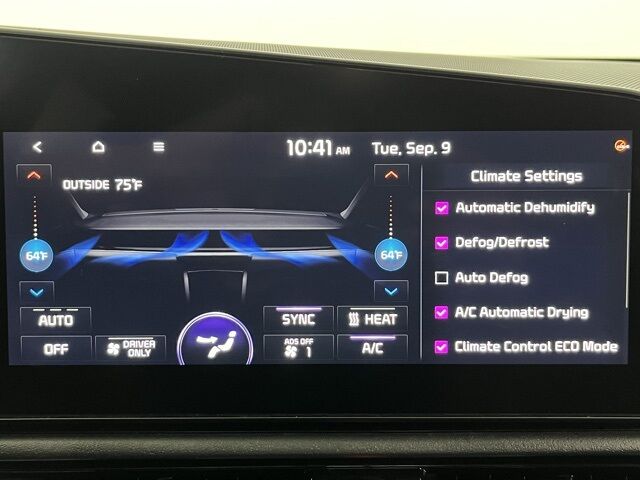 10:41 AM Tue, Sep. 9
OUTSIDE 75°F
64°F
64°F
AUTO
OFF
DRIVER ONLY
SYNC
HEAT
ADS OFF
1
A/C
Climate Settings
Automatic Dehumidify
Defog/Defrost
Auto Defog
A/C Automatic Drying
Climate Control ECO Mode